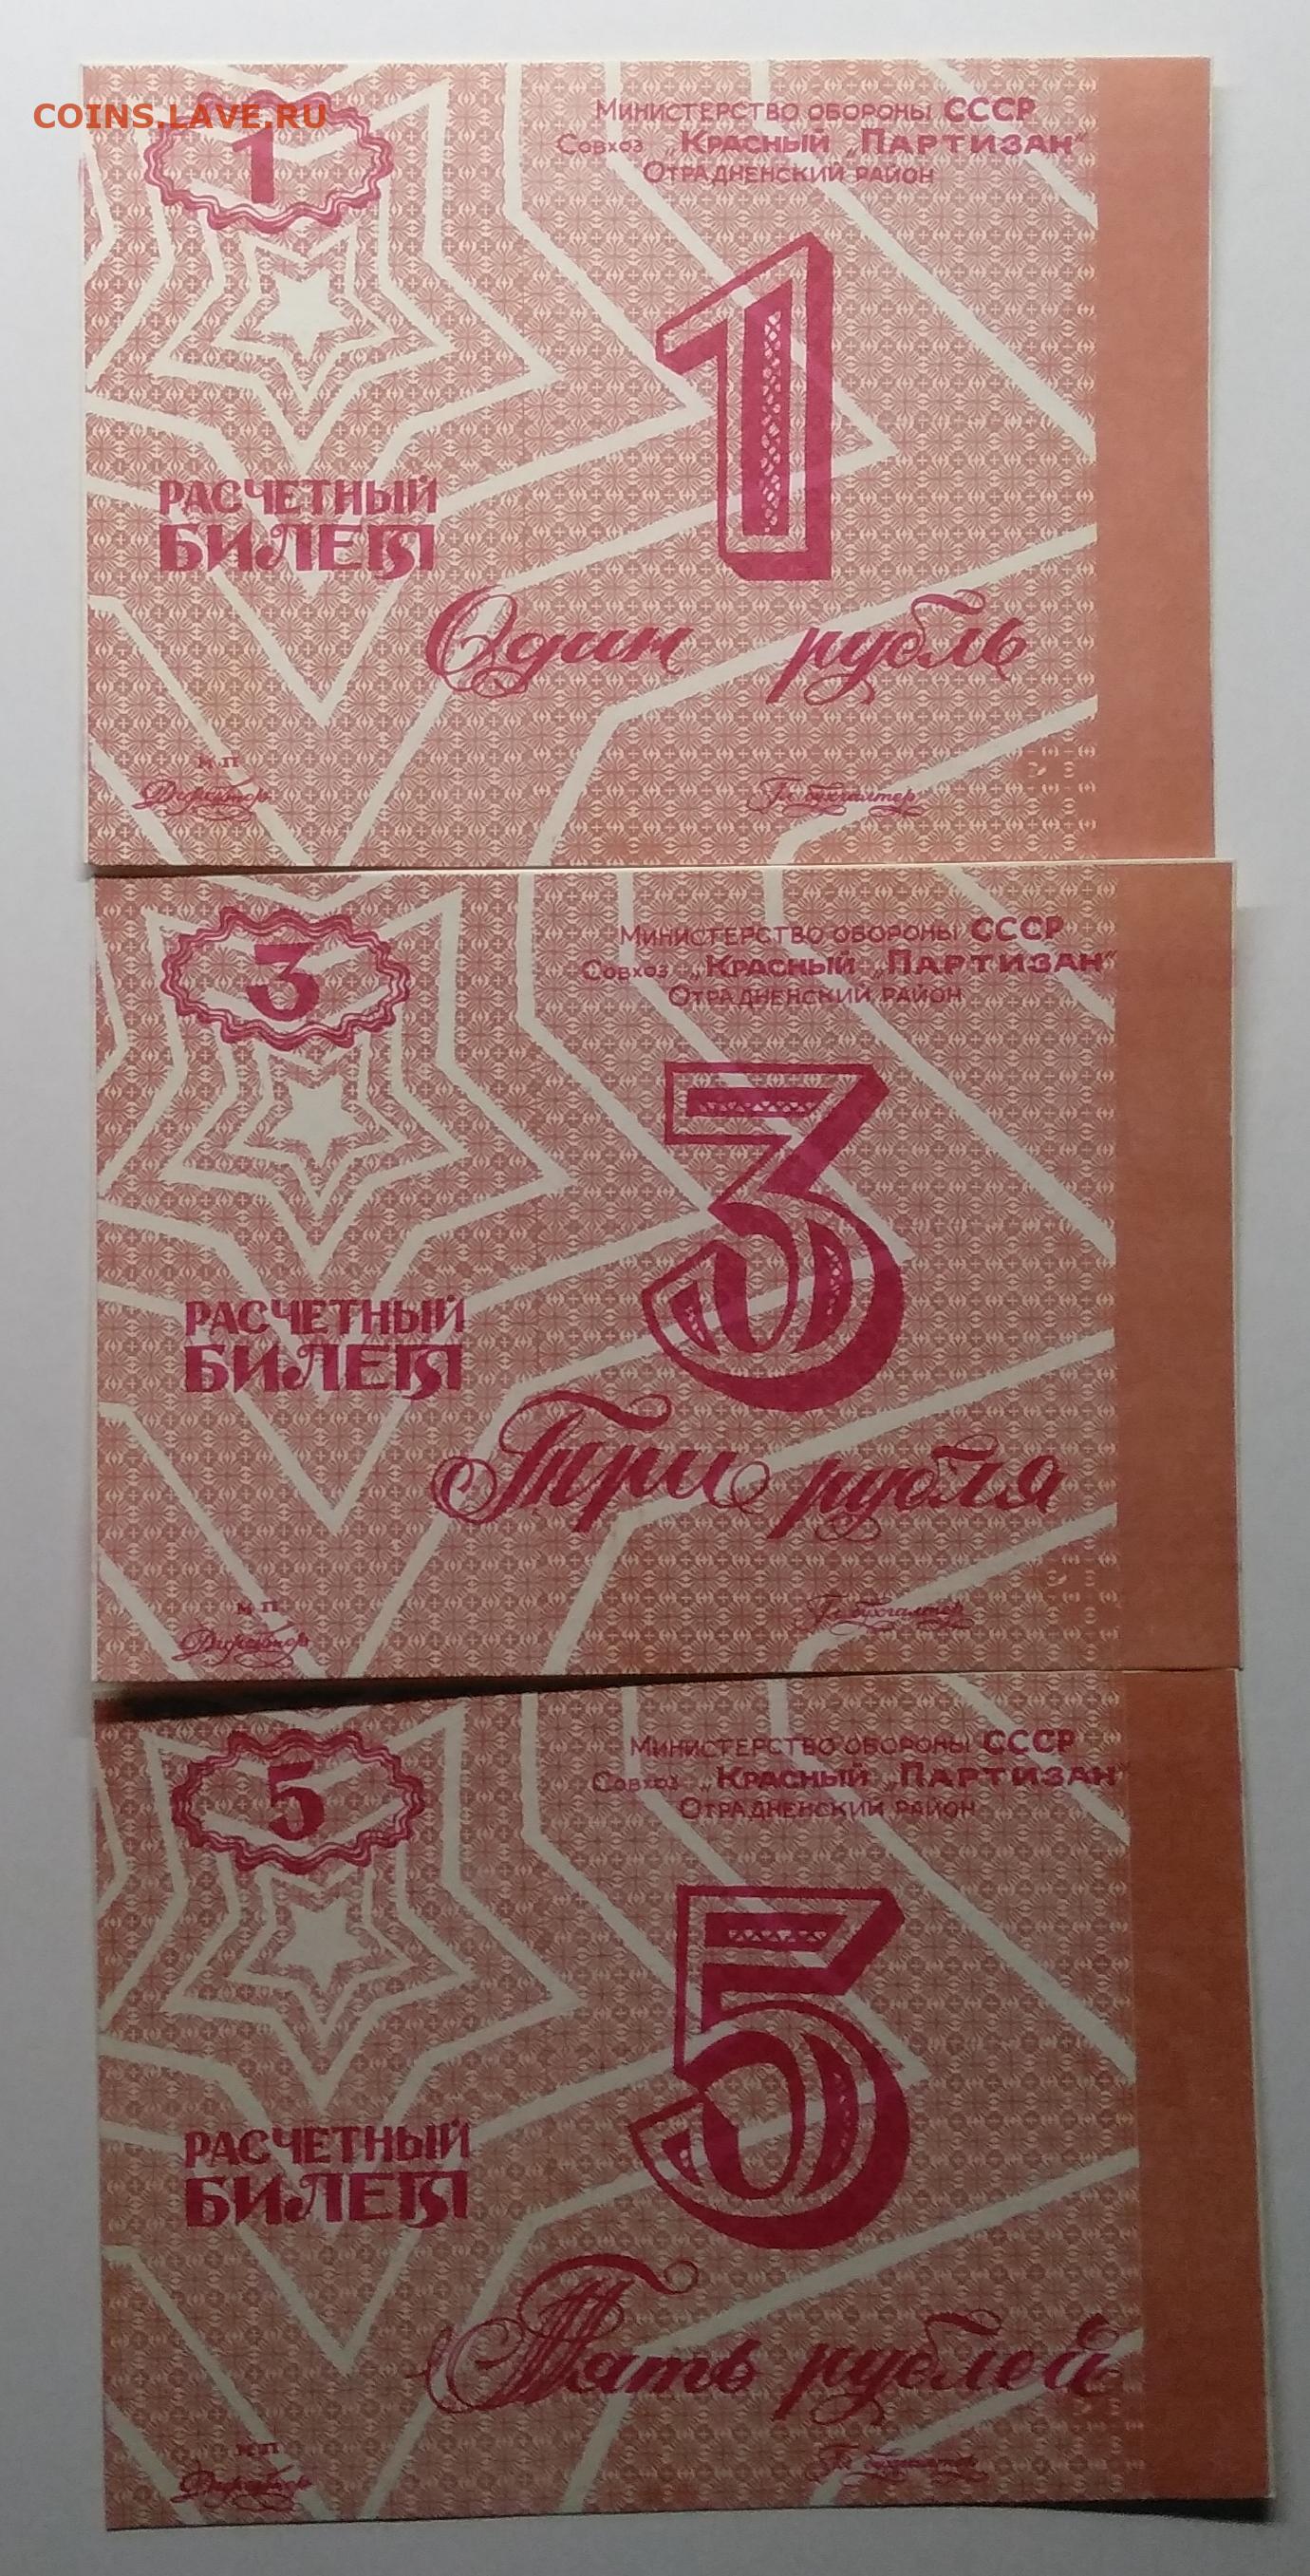 COINS.LAVE.RU
1
Министерство обороны СССР
Совхоз „Красный „Партизан“
Отрадненский район
1
РАСЧЕТНЫЙ
БИЛЕТ
Один рубль
М П
Директор
Гл. бухгалтер
3
Министерство обороны СССР
Совхоз „Красный „Партизан“
Отрадненский район
3
РАСЧЕТНЫЙ
БИЛЕТ
Три рубля
М П
Директор
Гл. бухгалтер
5
Министерство обороны СССР
Совхоз „Красный „Партизан“
Отрадненский район
5
РАСЧЕТНЫЙ
БИЛЕТ
Пять рублей
М П
Директор
Гл. бухгалтер